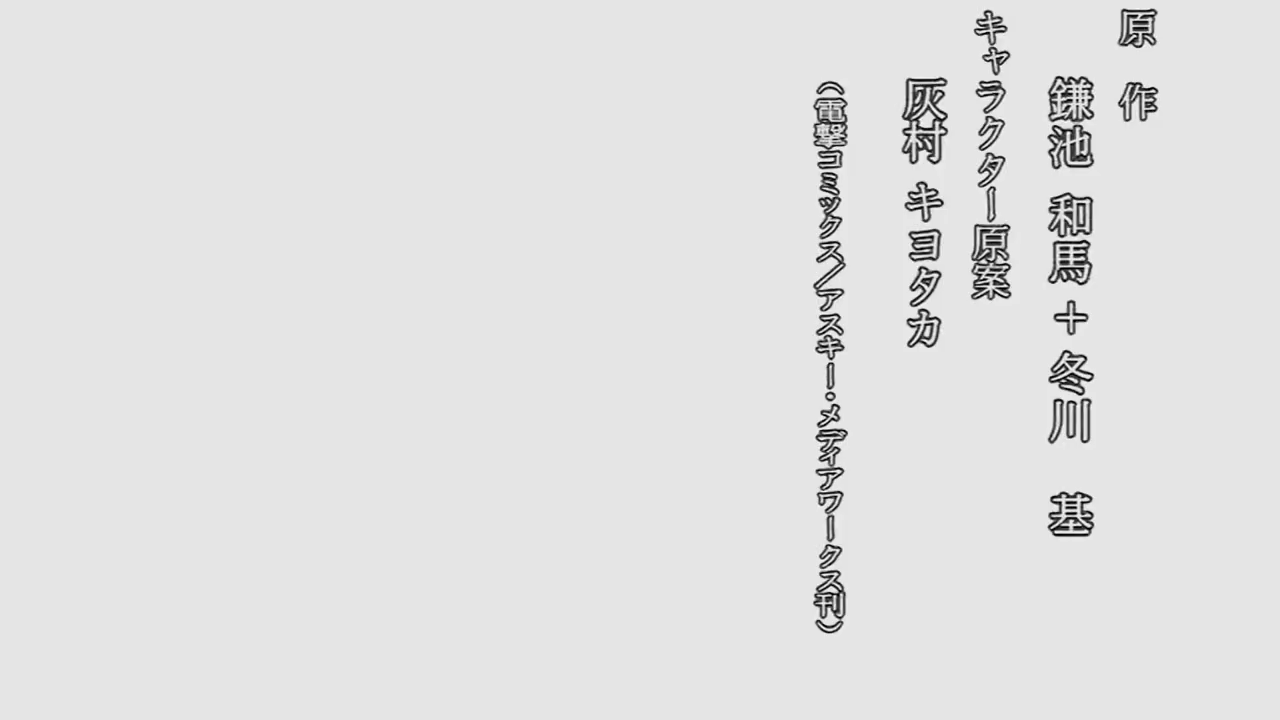 原作
鎌池 和馬＋冬川 基
キャラクター原案
灰村 キヨタカ
（電撃コミックス／アスキー・メディアワークス刊）